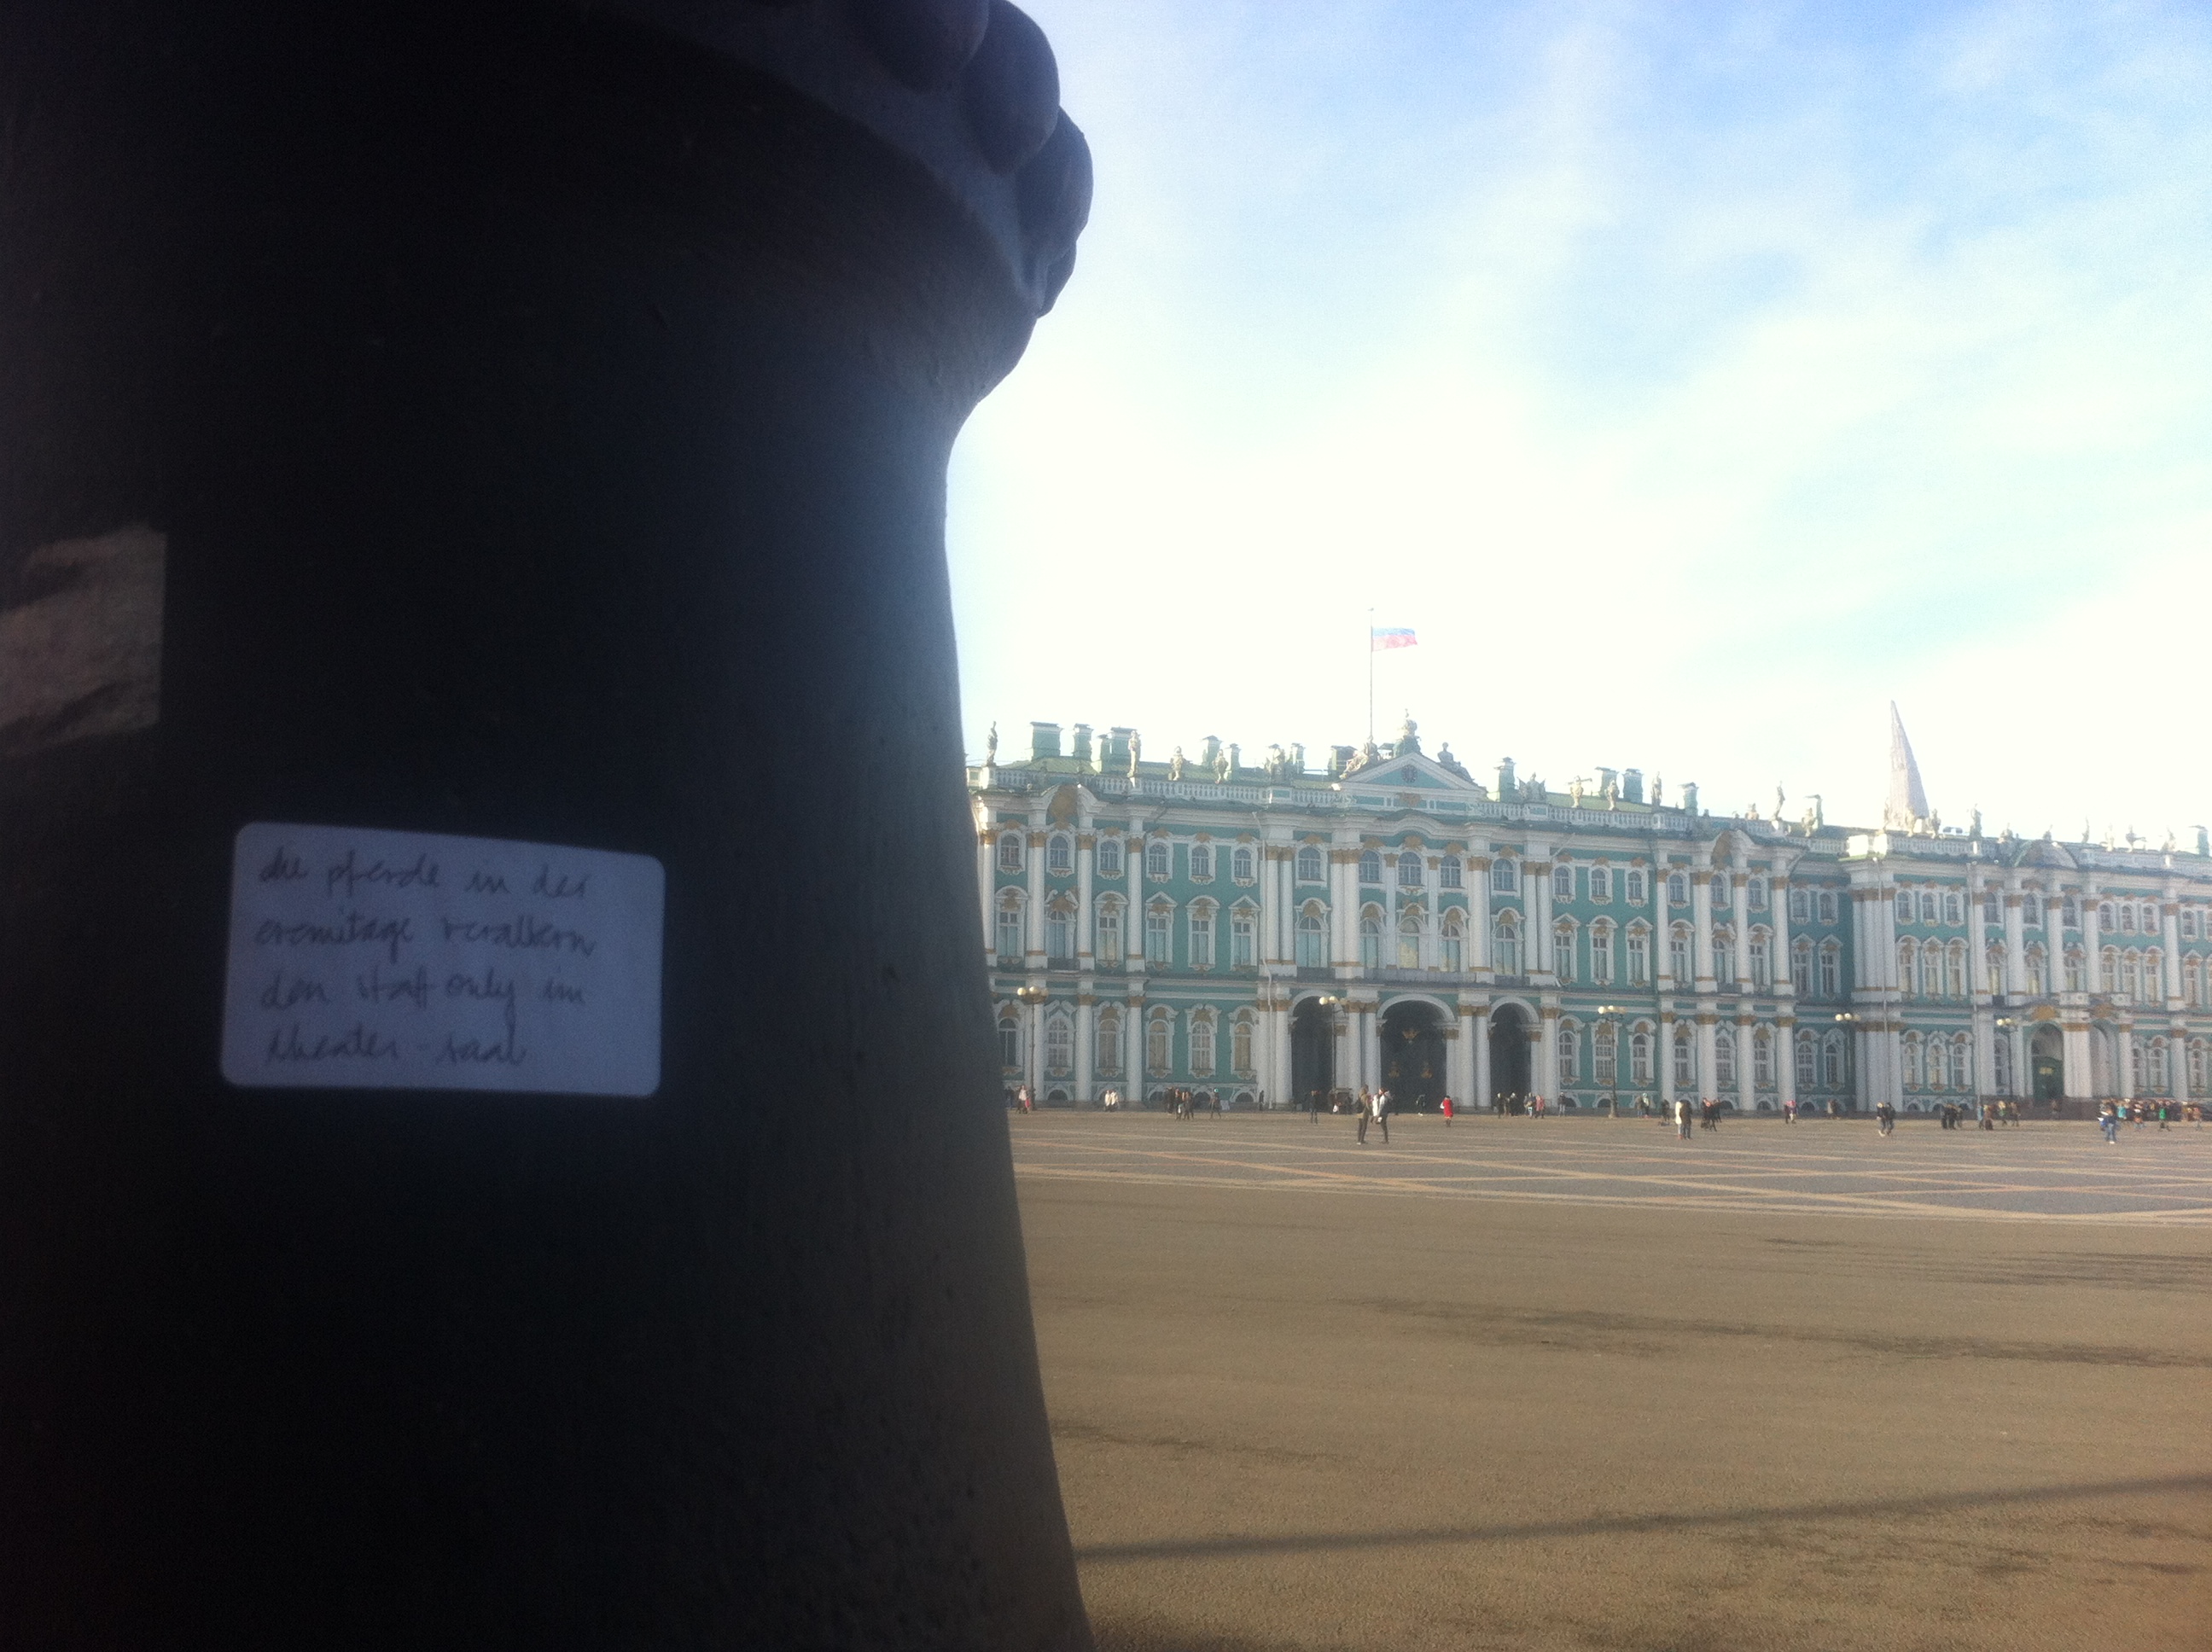 die pferde in der
eremitage veralbern
den staff only im
theater-saal